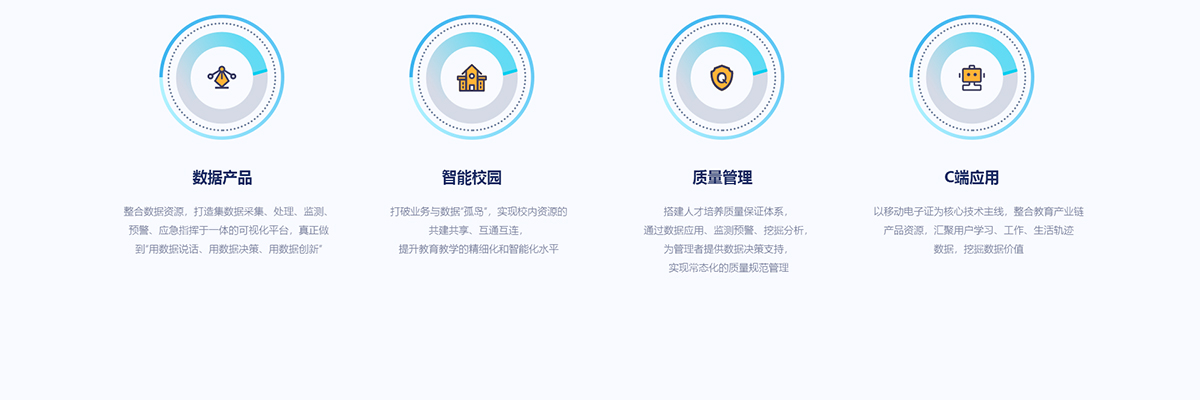 数据产品
整合数据资源，打造集数据采集、处理、监测、
预警、应急指挥于一体的可视化平台，真正做
到“用数据说话、用数据决策、用数据创新”
智能校园
打破业务与数据“孤岛”，实现校内资源的
共建共享、互通互连，
提升教育教学的精细化和智能化水平
质量管理
搭建人才培养质量保证体系，
通过数据应用、监测预警、挖掘分析，
为管理者提供数据决策支持，
实现常态化的质量规范管理
C端应用
以移动电子证为核心技术主线，整合教育产业链
产品资源，汇聚用户学习、工作、生活轨迹
数据，挖掘数据价值